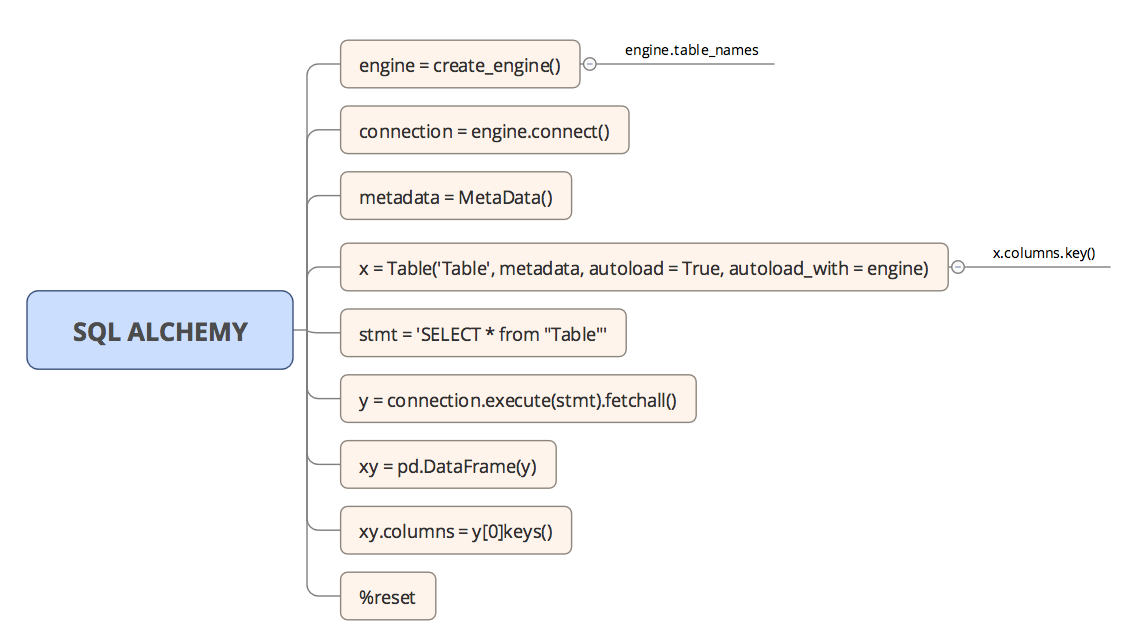 engine.table_names
engine = create_engine()
connection = engine.connect()
metadata = MetaData()
x.columns.key()
x = Table('Table', metadata, autoload = True, autoload_with = engine)
SQL ALCHEMY
stmt = 'SELECT * from "Table"'
y = connection.execute(stmt).fetchall()
xy = pd.DataFrame(y)
xy.columns = y[0]keys()
%reset